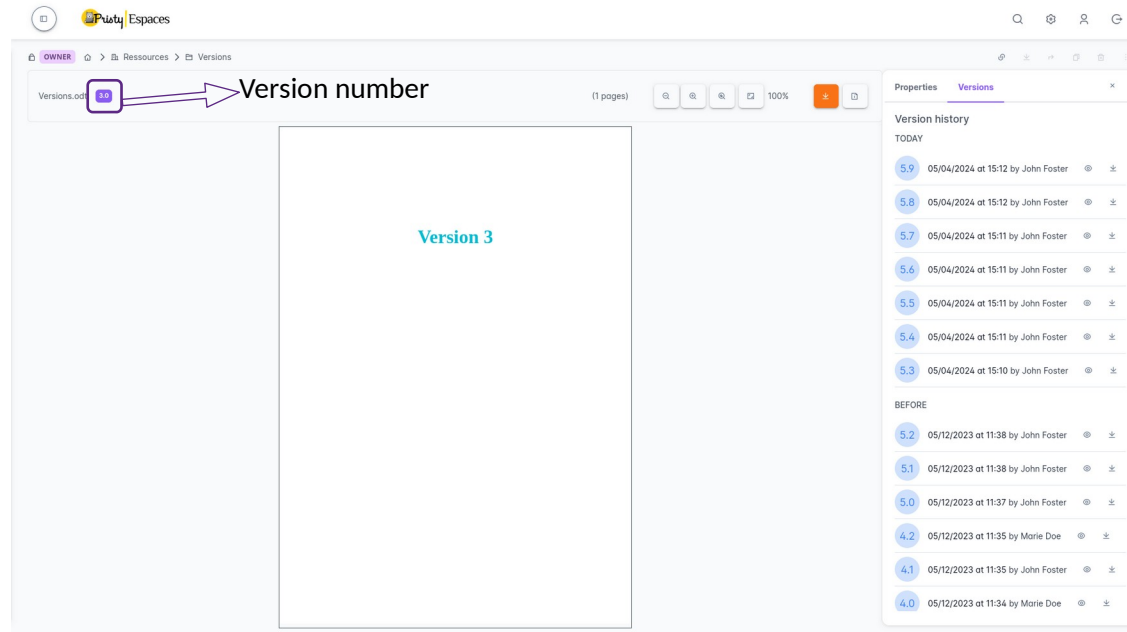 Pristy Espaces
OWNER > Ressources > Versions
Versions.odt 3.0 Version number (1 pages) 100%
Version 3
Properties Versions ×
Version history
TODAY
5.9 05/04/2024 at 15:12 by John Foster
5.8 05/04/2024 at 15:12 by John Foster
5.7 05/04/2024 at 15:11 by John Foster
5.6 05/04/2024 at 15:11 by John Foster
5.5 05/04/2024 at 15:11 by John Foster
5.4 05/04/2024 at 15:11 by John Foster
5.3 05/04/2024 at 15:10 by John Foster
BEFORE
5.2 05/12/2023 at 11:38 by John Foster
5.1 05/12/2023 at 11:38 by John Foster
5.0 05/12/2023 at 11:37 by John Foster
4.2 05/12/2023 at 11:35 by Marie Doe
4.1 05/12/2023 at 11:35 by John Foster
4.0 05/12/2023 at 11:34 by Marie Doe